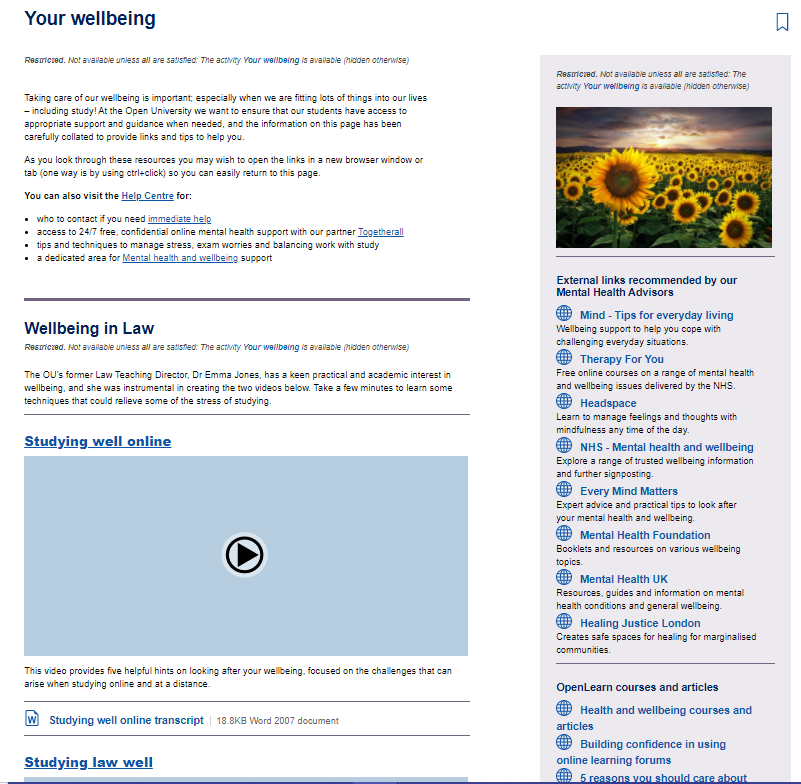 Your wellbeing
Restricted. Not available unless all are satisfied: The activity Your wellbeing is available (hidden otherwise)
Taking care of our wellbeing is important; especially when we are fitting lots of things into our lives
– including study! At the Open University we want to ensure that our students have access to
appropriate support and guidance when needed, and the information on this page has been
carefully collated to provide links and tips to help you.
As you look through these resources you may wish to open the links in a new browser window or
tab (one way is by using ctrl+click) so you can easily return to this page.
You can also visit the Help Centre for:
• who to contact if you need immediate help
• access to 24/7 free, confidential online mental health support with our partner Togetherall
• tips and techniques to manage stress, exam worries and balancing work with study
• a dedicated area for Mental health and wellbeing support
Wellbeing in Law
Restricted. Not available unless all are satisfied: The activity Your wellbeing is available (hidden otherwise)
The OU's former Law Teaching Director, Dr Emma Jones, has a keen practical and academic interest in
wellbeing, and she was instrumental in creating the two videos below. Take a few minutes to learn some
techniques that could relieve some of the stress of studying.
Studying well online
This video provides five helpful hints on looking after your wellbeing, focused on the challenges that can
arise when studying online and at a distance.
W Studying well online transcript | 18.8KB Word 2007 document
Studying law well
Restricted. Not available unless all are satisfied: The
activity Your wellbeing is available (hidden otherwise)
External links recommended by our
Mental Health Advisors
Mind - Tips for everyday living
Wellbeing support to help you cope with
challenging everyday situations.
Therapy For You
Free online courses on a range of mental health
and wellbeing issues delivered by the NHS.
Headspace
Learn to manage feelings and thoughts with
mindfulness any time of the day.
NHS - Mental health and wellbeing
Explore a range of trusted wellbeing information
and further signposting.
Every Mind Matters
Expert advice and practical tips to look after
your mental health and wellbeing.
Mental Health Foundation
Booklets and resources on various wellbeing
topics.
Mental Health UK
Resources, guides and information on mental
health conditions and general wellbeing.
Healing Justice London
Creates safe spaces for healing for marginalised
communities.
OpenLearn courses and articles
Health and wellbeing courses and
articles
Building confidence in using
online learning forums
5 reasons you should care about